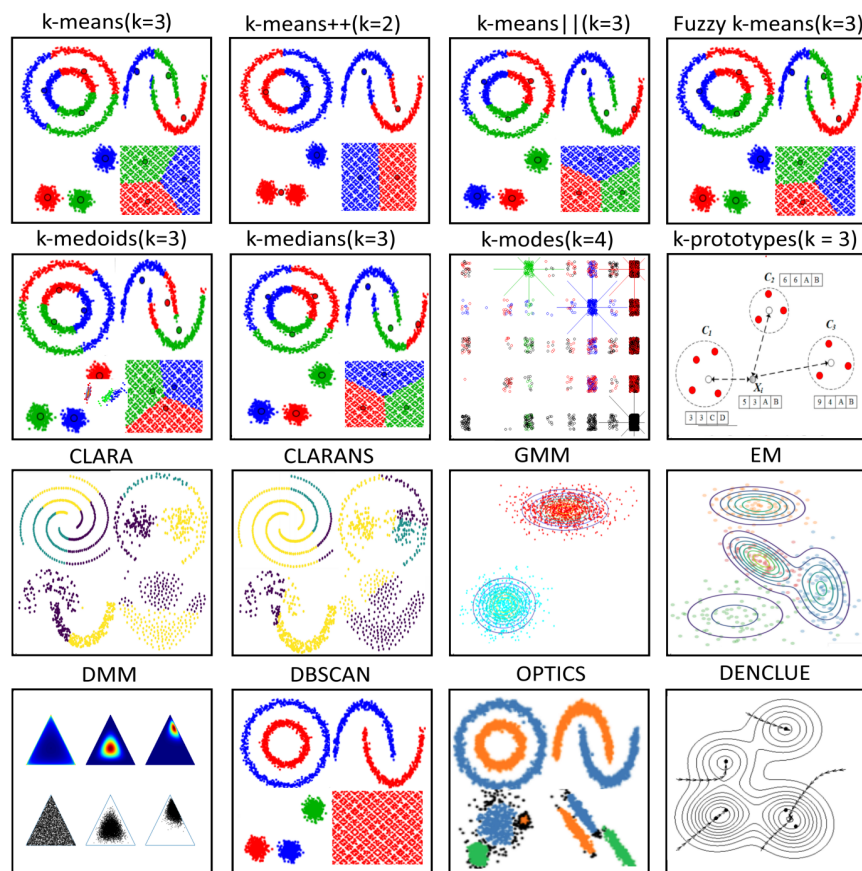 k-means(k=3)
k-means++(k=2)
k-means||(k=3)
Fuzzy k-means(k=3)
k-medoids(k=3)
k-medians(k=3)
k-modes(k=4)
k-prototypes(k = 3)
C2
6 6 A B
C1
C3
Xi
5 3 A B
3 3 C D
9 4 A B
CLARA
CLARANS
GMM
EM
DMM
DBSCAN
OPTICS
DENCLUE